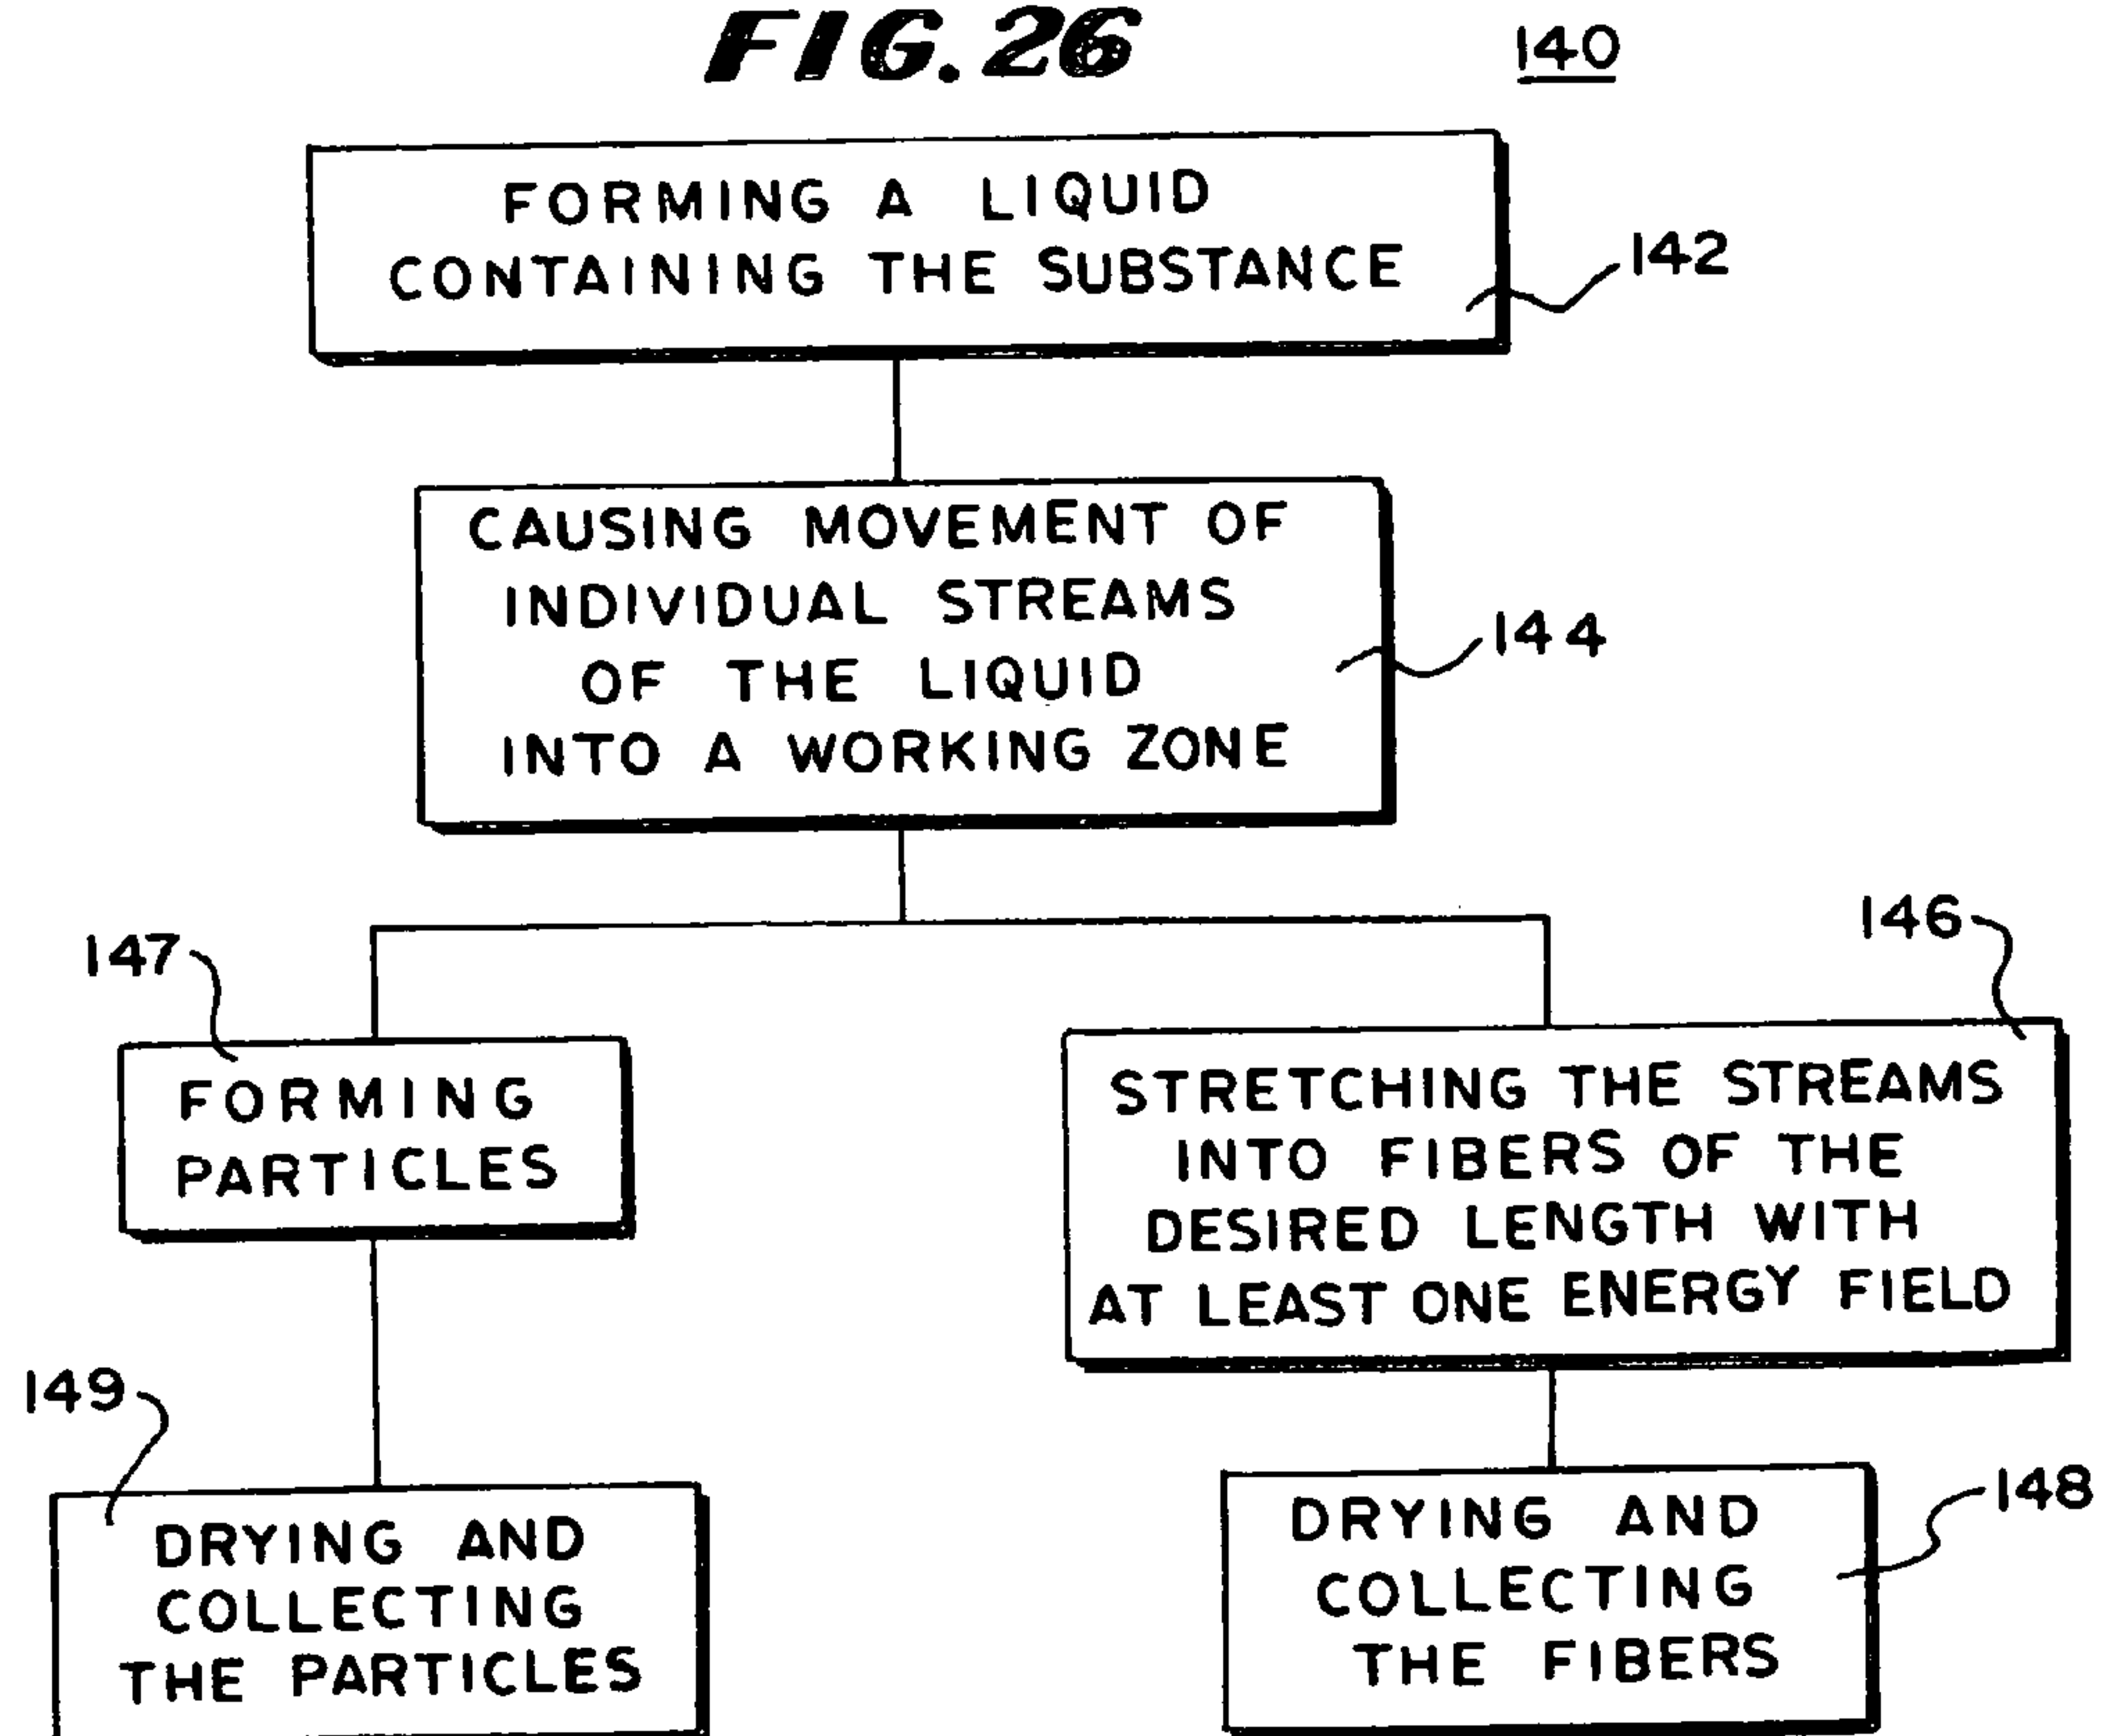 FIG. 26
140
FORMING A LIQUID
CONTAINING THE SUBSTANCE
142
CAUSING MOVEMENT OF
INDIVIDUAL STREAMS
OF THE LIQUID
INTO A WORKING ZONE
144
147
FORMING
PARTICLES
146
STRETCHING THE STREAMS
INTO FIBERS OF THE
DESIRED LENGTH WITH
AT LEAST ONE ENERGY FIELD
149
DRYING AND
COLLECTING
THE PARTICLES
148
DRYING AND
COLLECTING
THE FIBERS